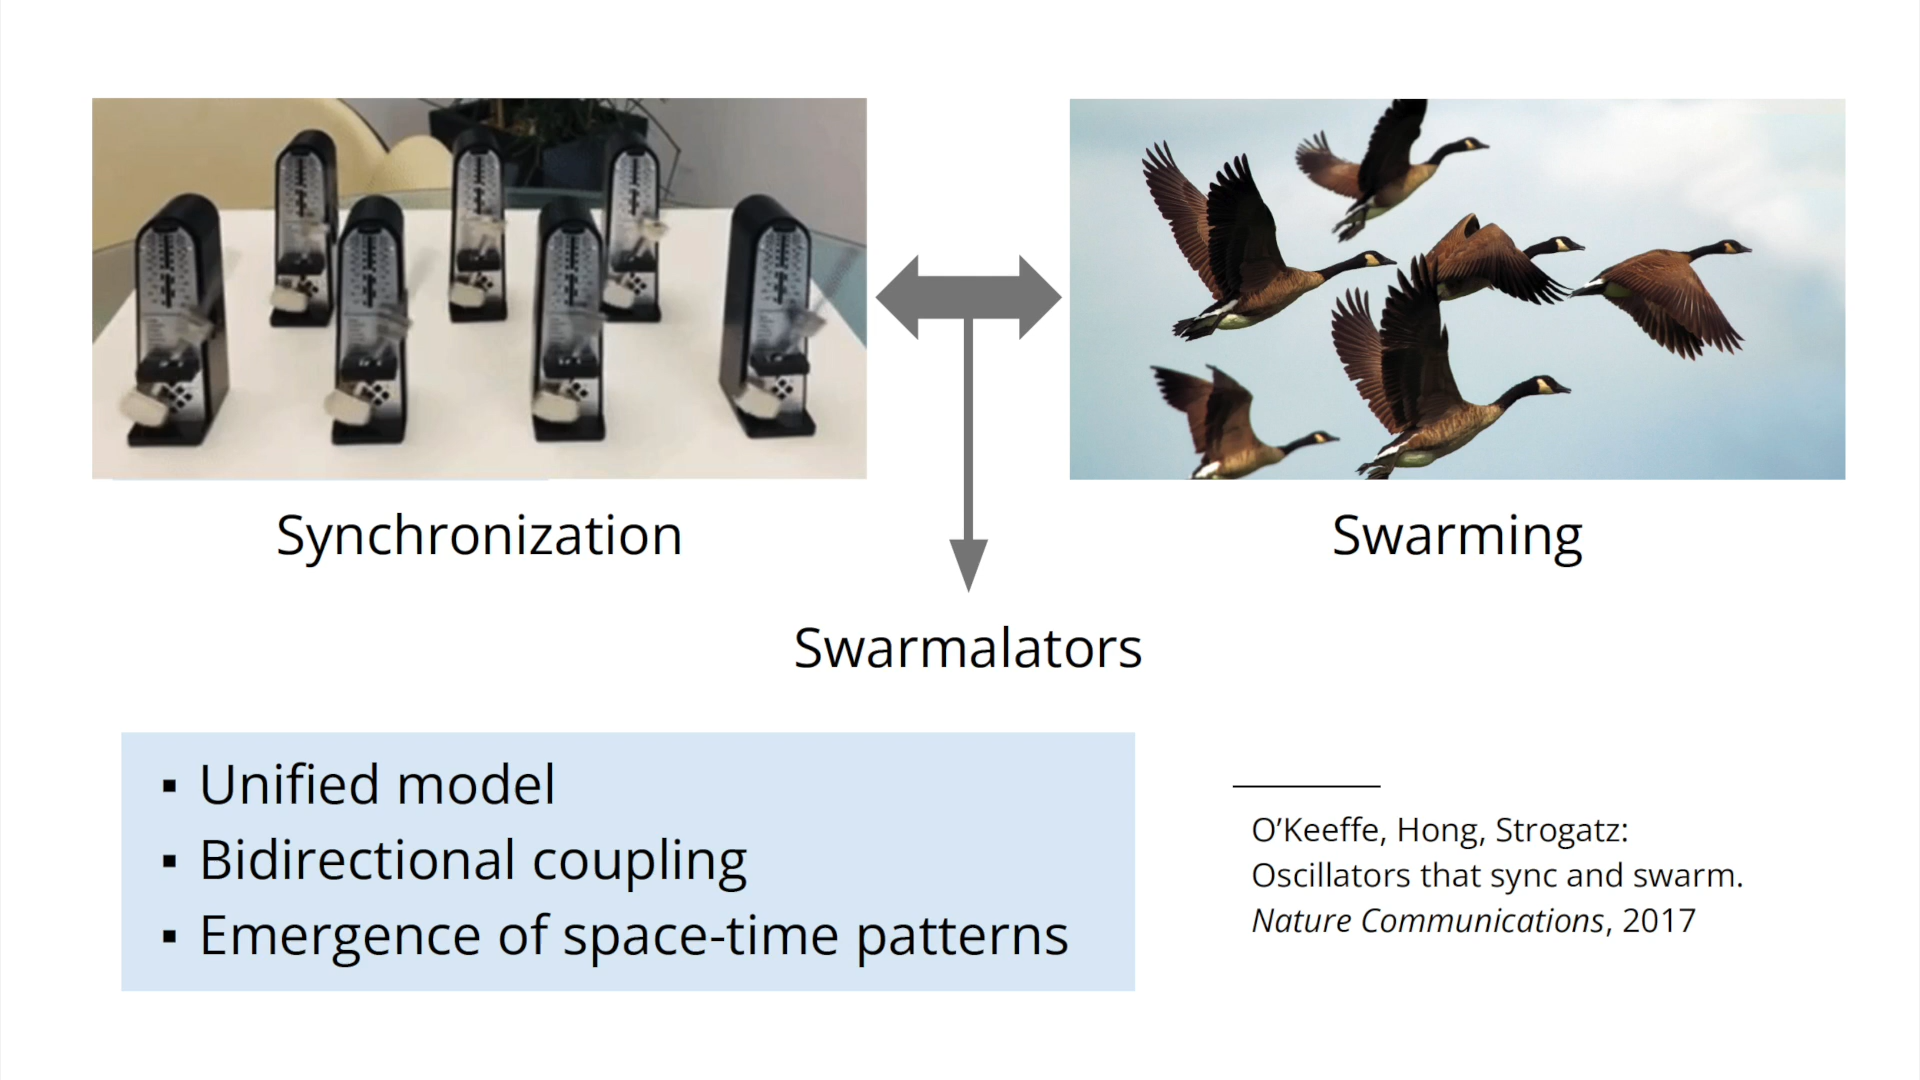 Synchronization
Swarming
Swarmalators
▪ Unified model
▪ Bidirectional coupling
▪ Emergence of space-time patterns
O’Keeffe, Hong, Strogatz:
Oscillators that sync and swarm.
Nature Communications, 2017